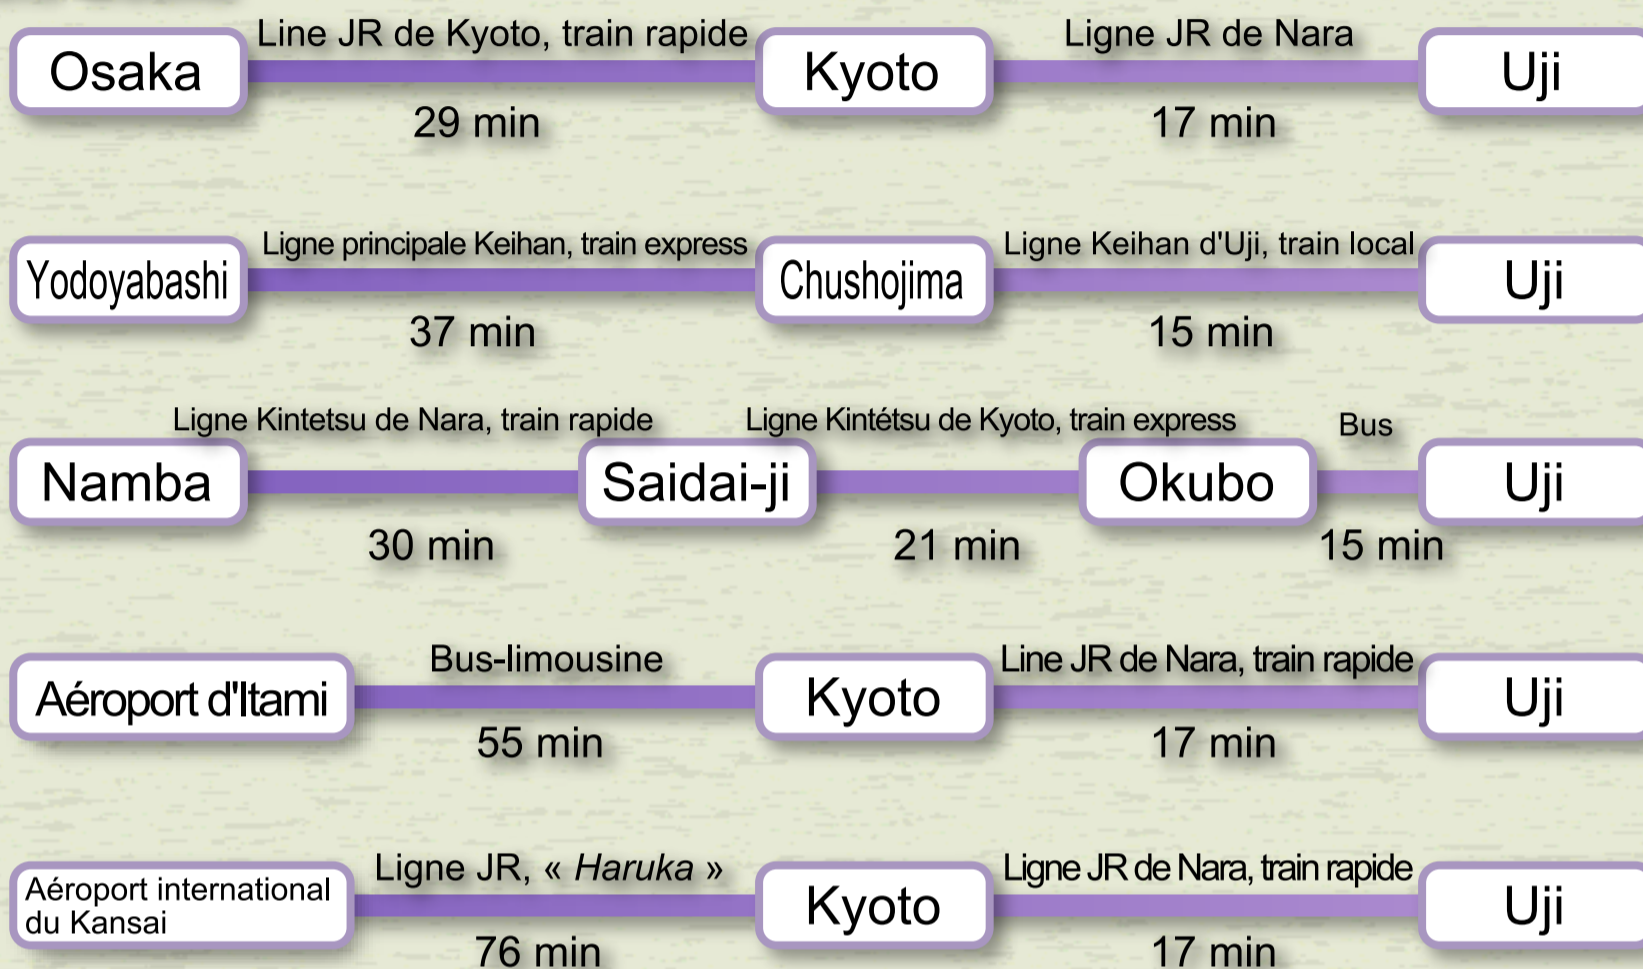 Line JR de Kyoto, train rapide
Ligne JR de Nara
Osaka
Kyoto
Uji
29 min
17 min
Ligne principale Keihan, train express
Ligne Keihan d'Uji, train local
Yodoyabashi
Chushojima
Uji
37 min
15 min
Ligne Kintetsu de Nara, train rapide
Ligne Kintétsu de Kyoto, train express
Bus
Namba
Saidai-ji
Okubo
Uji
30 min
21 min
15 min
Bus-limousine
Line JR de Nara, train rapide
Aéroport d'Itami
Kyoto
Uji
55 min
17 min
Ligne JR, « Haruka »
Ligne JR de Nara, train rapide
Aéroport international
du Kansai
Kyoto
Uji
76 min
17 min